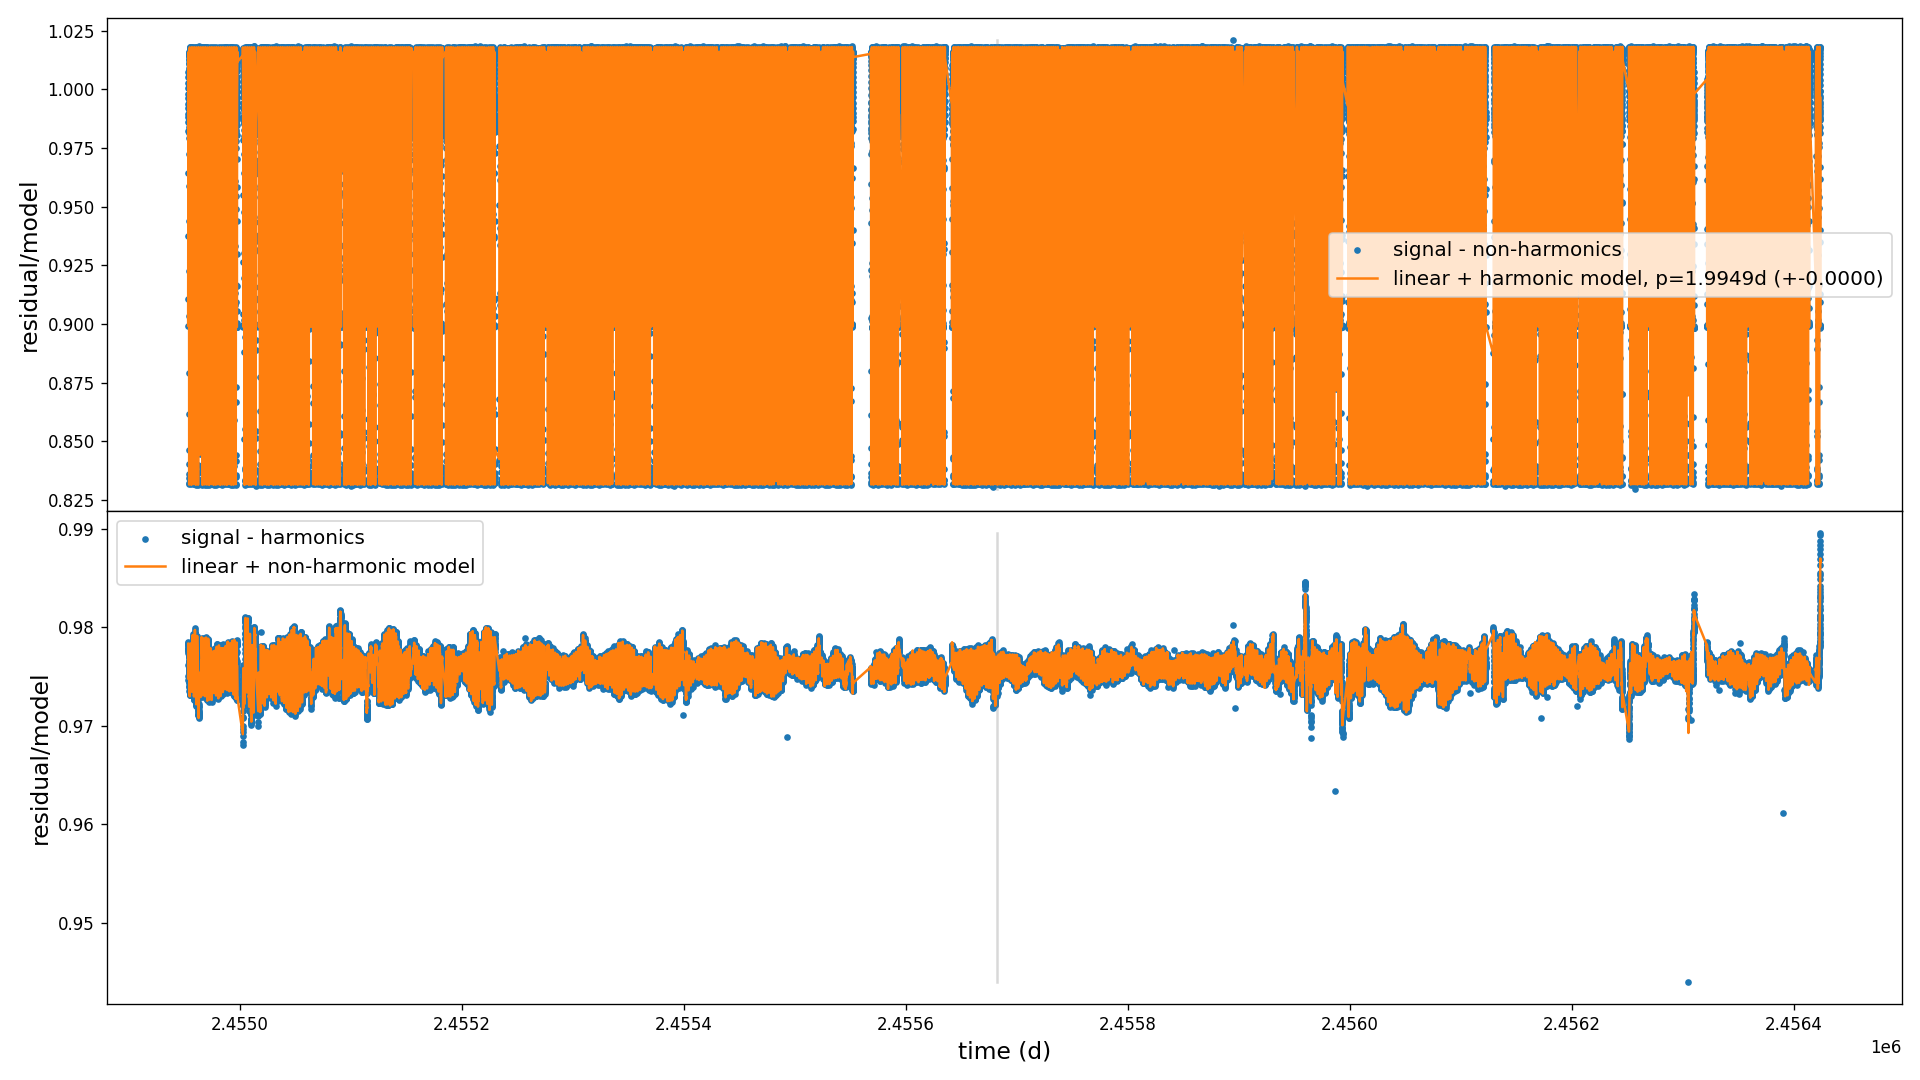 1.025
1.000
0.975
0.950
0.925
0.900
0.875
0.850
0.825
residual/model
signal - non-harmonics
linear + harmonic model, p=1.9949d (+-0.0000)
0.99
0.98
0.97
0.96
0.95
residual/model
signal - harmonics
linear + non-harmonic model
2.4550 2.4552 2.4554 2.4556 2.4558 2.4560 2.4562 2.4564
1e6
time (d)